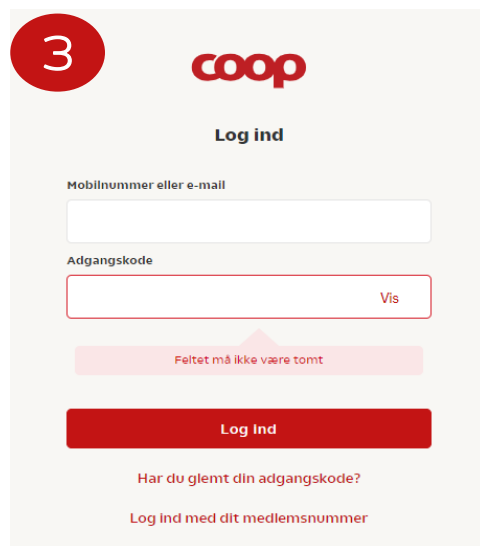 3
coop
Log ind
Mobilnummer eller e-mail
Adgangskode
Vis
Feltet må ikke være tomt
Log Ind
Har du glemt din adgangskode?
Log ind med dit medlemsnummer